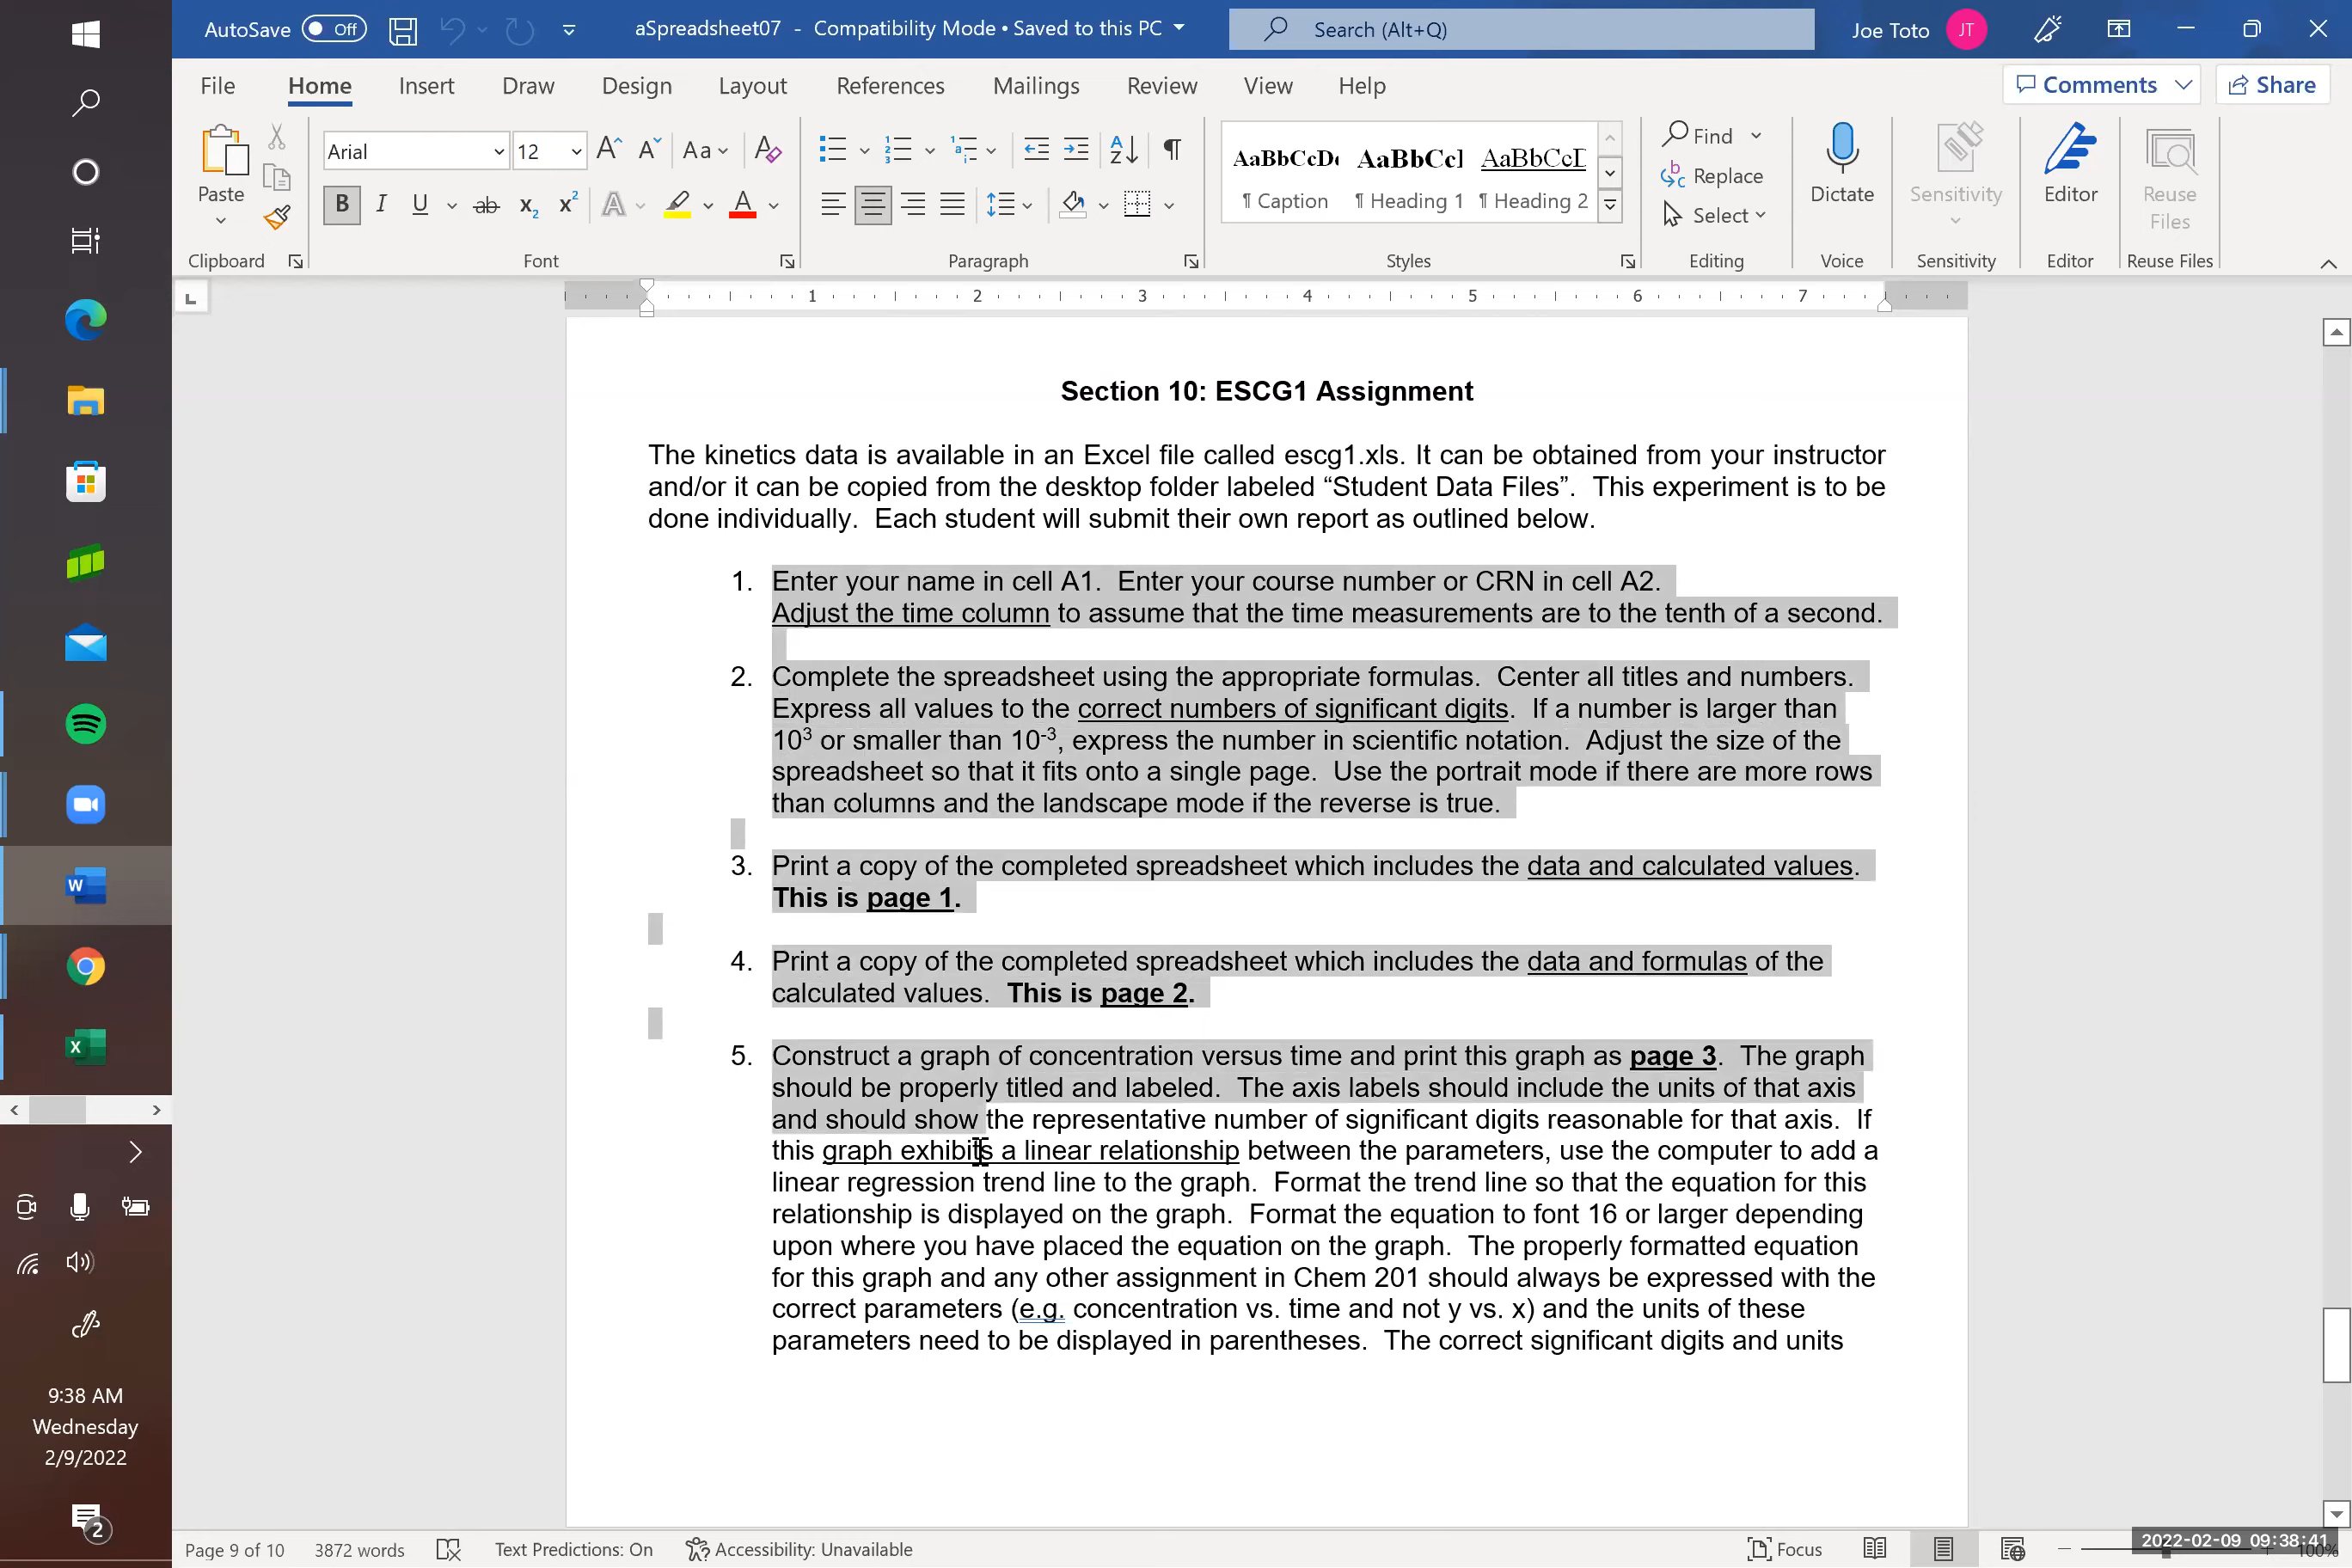 AutoSave Off aSpreadsheet07 - Compatibility Mode • Saved to this PC Search (Alt+Q) Joe Toto JT
File Home Insert Draw Design Layout References Mailings Review View Help Comments Share
Paste
Clipboard
Arial 12
Aa
B I U ab x₂ x² A A
Font
Paragraph
AaBbCcDc AaBbCc] AaBbCcD
¶ Caption ¶ Heading 1 ¶ Heading 2
Styles
Find
Replace
Select
Editing
Dictate
Voice
Sensitivity
Sensitivity
Editor
Editor
Reuse
Files
Reuse Files
L 1 2 3 4 5 6 7
Section 10: ESCG1 Assignment
The kinetics data is available in an Excel file called escg1.xls. It can be obtained from your instructor
and/or it can be copied from the desktop folder labeled “Student Data Files”. This experiment is to be
done individually. Each student will submit their own report as outlined below.
1. Enter your name in cell A1. Enter your course number or CRN in cell A2.
Adjust the time column to assume that the time measurements are to the tenth of a second.
2. Complete the spreadsheet using the appropriate formulas. Center all titles and numbers.
Express all values to the correct numbers of significant digits. If a number is larger than
10³ or smaller than 10⁻³, express the number in scientific notation. Adjust the size of the
spreadsheet so that it fits onto a single page. Use the portrait mode if there are more rows
than columns and the landscape mode if the reverse is true.
3. Print a copy of the completed spreadsheet which includes the data and calculated values.
This is page 1.
4. Print a copy of the completed spreadsheet which includes the data and formulas of the
calculated values. This is page 2.
5. Construct a graph of concentration versus time and print this graph as page 3. The graph
should be properly titled and labeled. The axis labels should include the units of that axis
and should show the representative number of significant digits reasonable for that axis. If
this graph exhibits a linear relationship between the parameters, use the computer to add a
linear regression trend line to the graph. Format the trend line so that the equation for this
relationship is displayed on the graph. Format the equation to font 16 or larger depending
upon where you have placed the equation on the graph. The properly formatted equation
for this graph and any other assignment in Chem 201 should always be expressed with the
correct parameters (e.g. concentration vs. time and not y vs. x) and the units of these
parameters need to be displayed in parentheses. The correct significant digits and units
9:38 AM
Wednesday
2/9/2022
2
Page 9 of 10 3872 words Text Predictions: On Accessibility: Unavailable Focus 100%
2022-02-09 09:38:41